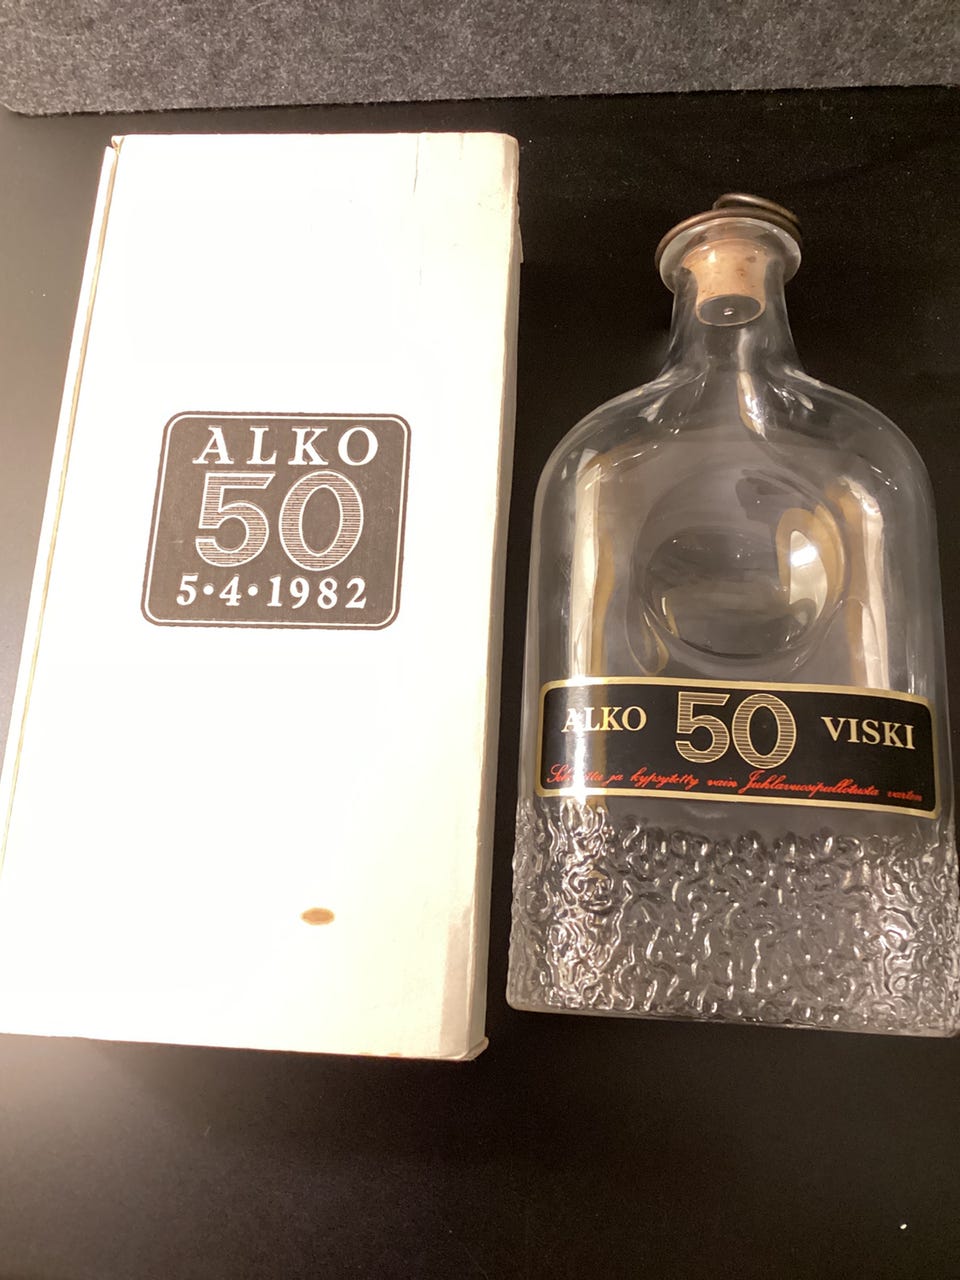 ALKO
50
5•4•1982
ALKO 50 VISKI
ja kypsytetty vain Juhlavuosipullotusta varten